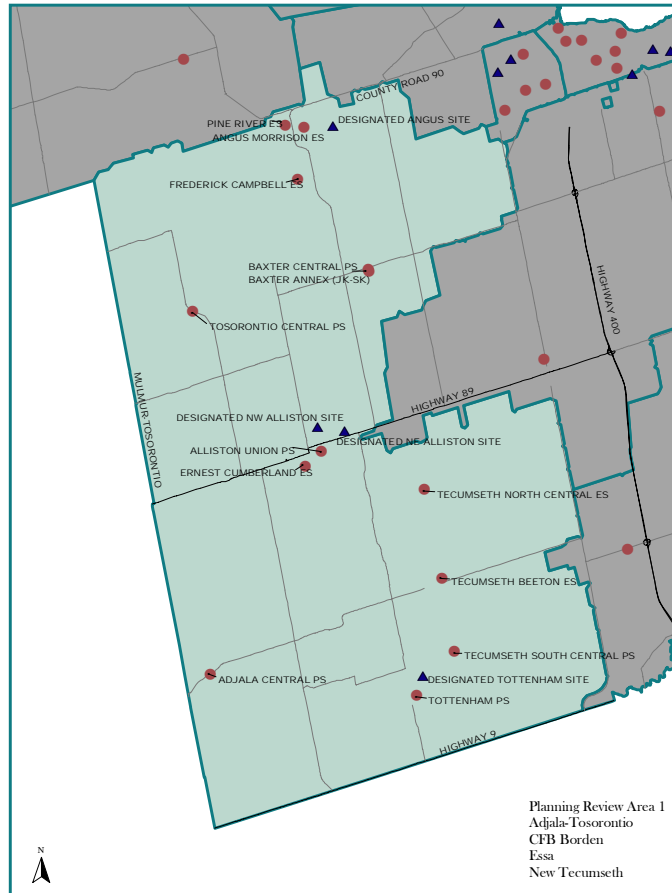 COUNTY ROAD 90
PINE RIVER ES
DESIGNATED ANGUS SITE
ANGUS MORRISON ES
FREDERICK CAMPBELL ES
HIGHWAY 400
BAXTER CENTRAL PS
BAXTER ANNEX (JK-SK)
TOSORONTIO CENTRAL PS
MULMUR-TOSORONTIO
HIGHWAY 89
DESIGNATED NW ALLISTON SITE
DESIGNATED NE ALLISTON SITE
ALLISTON UNION PS
ERNEST CUMBERLAND ES
TECUMSETH NORTH CENTRAL ES
TECUMSETH BEETON ES
TECUMSETH SOUTH CENTRAL PS
ADJALA CENTRAL PS
DESIGNATED TOTTENHAM SITE
TOTTENHAM PS
HIGHWAY 9
Planning Review Area 1
Adjala-Tosorontio
CFB Borden
Essa
New Tecumseth
N